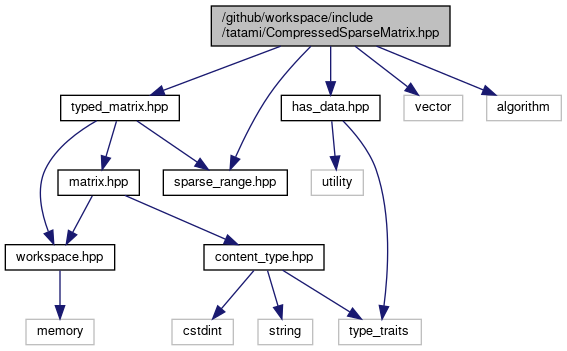 /github/workspace/include
/tatami/CompressedSparseMatrix.hpp
typed_matrix.hpp
has_data.hpp
vector
algorithm
matrix.hpp
sparse_range.hpp
utility
workspace.hpp
content_type.hpp
memory
cstdint
string
type_traits